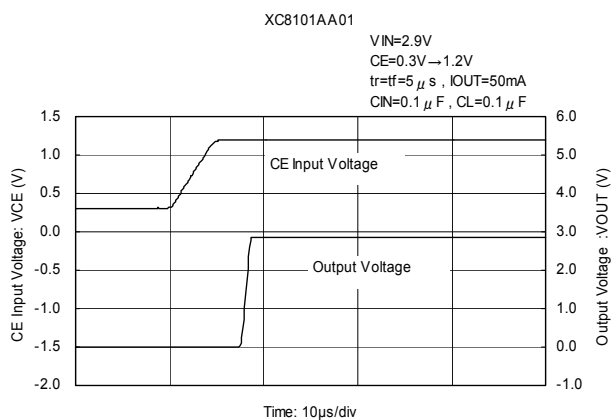 XC8101AA01
VIN=2.9V
CE=0.3V→1.2V
tr=tf=5μs , IOUT=50mA
CIN=0.1μF , CL=0.1μF
CE Input Voltage: VCE (V)
1.5
1.0
0.5
0.0
-0.5
-1.0
-1.5
-2.0
CE Input Voltage
Output Voltage
6.0
5.0
4.0
3.0
2.0
1.0
0.0
-1.0
Output Voltage :VOUT (V)
Time: 10μs/div